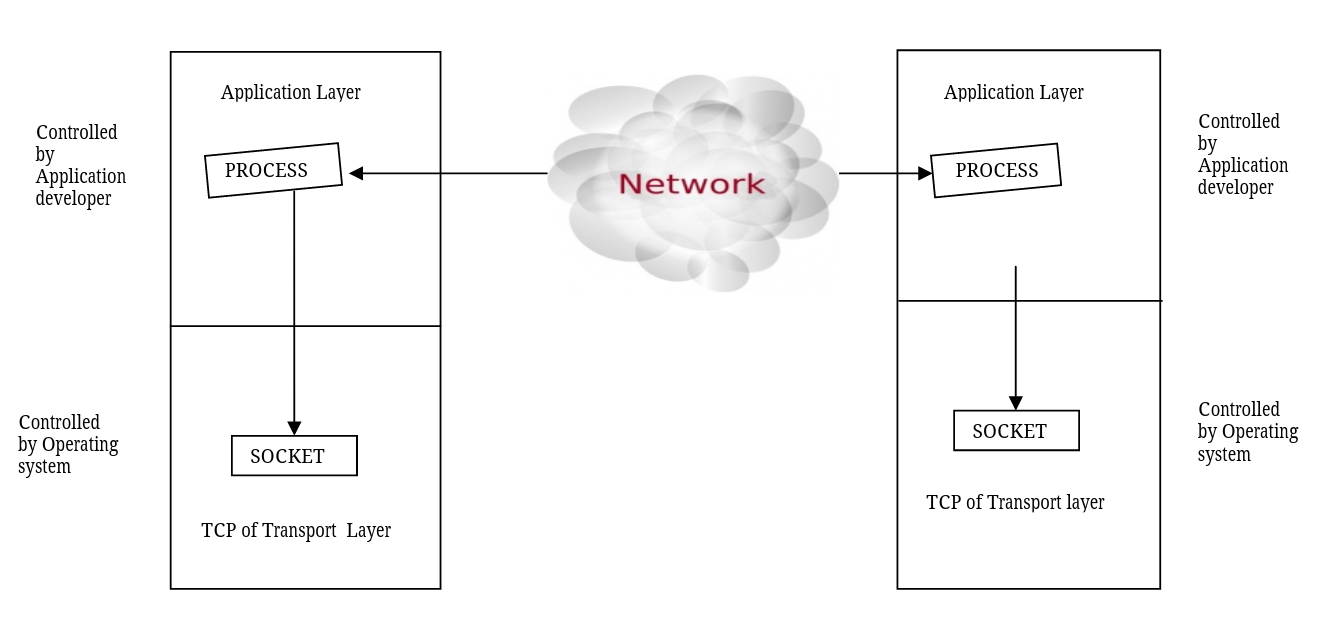 Application Layer
Controlled
by
Application
developer
PROCESS
SOCKET
Controlled
by Operating
system
TCP of Transport  Layer
Network
Application Layer
PROCESS
Controlled
by
Application
developer
SOCKET
Controlled
by Operating
system
TCP of Transport layer